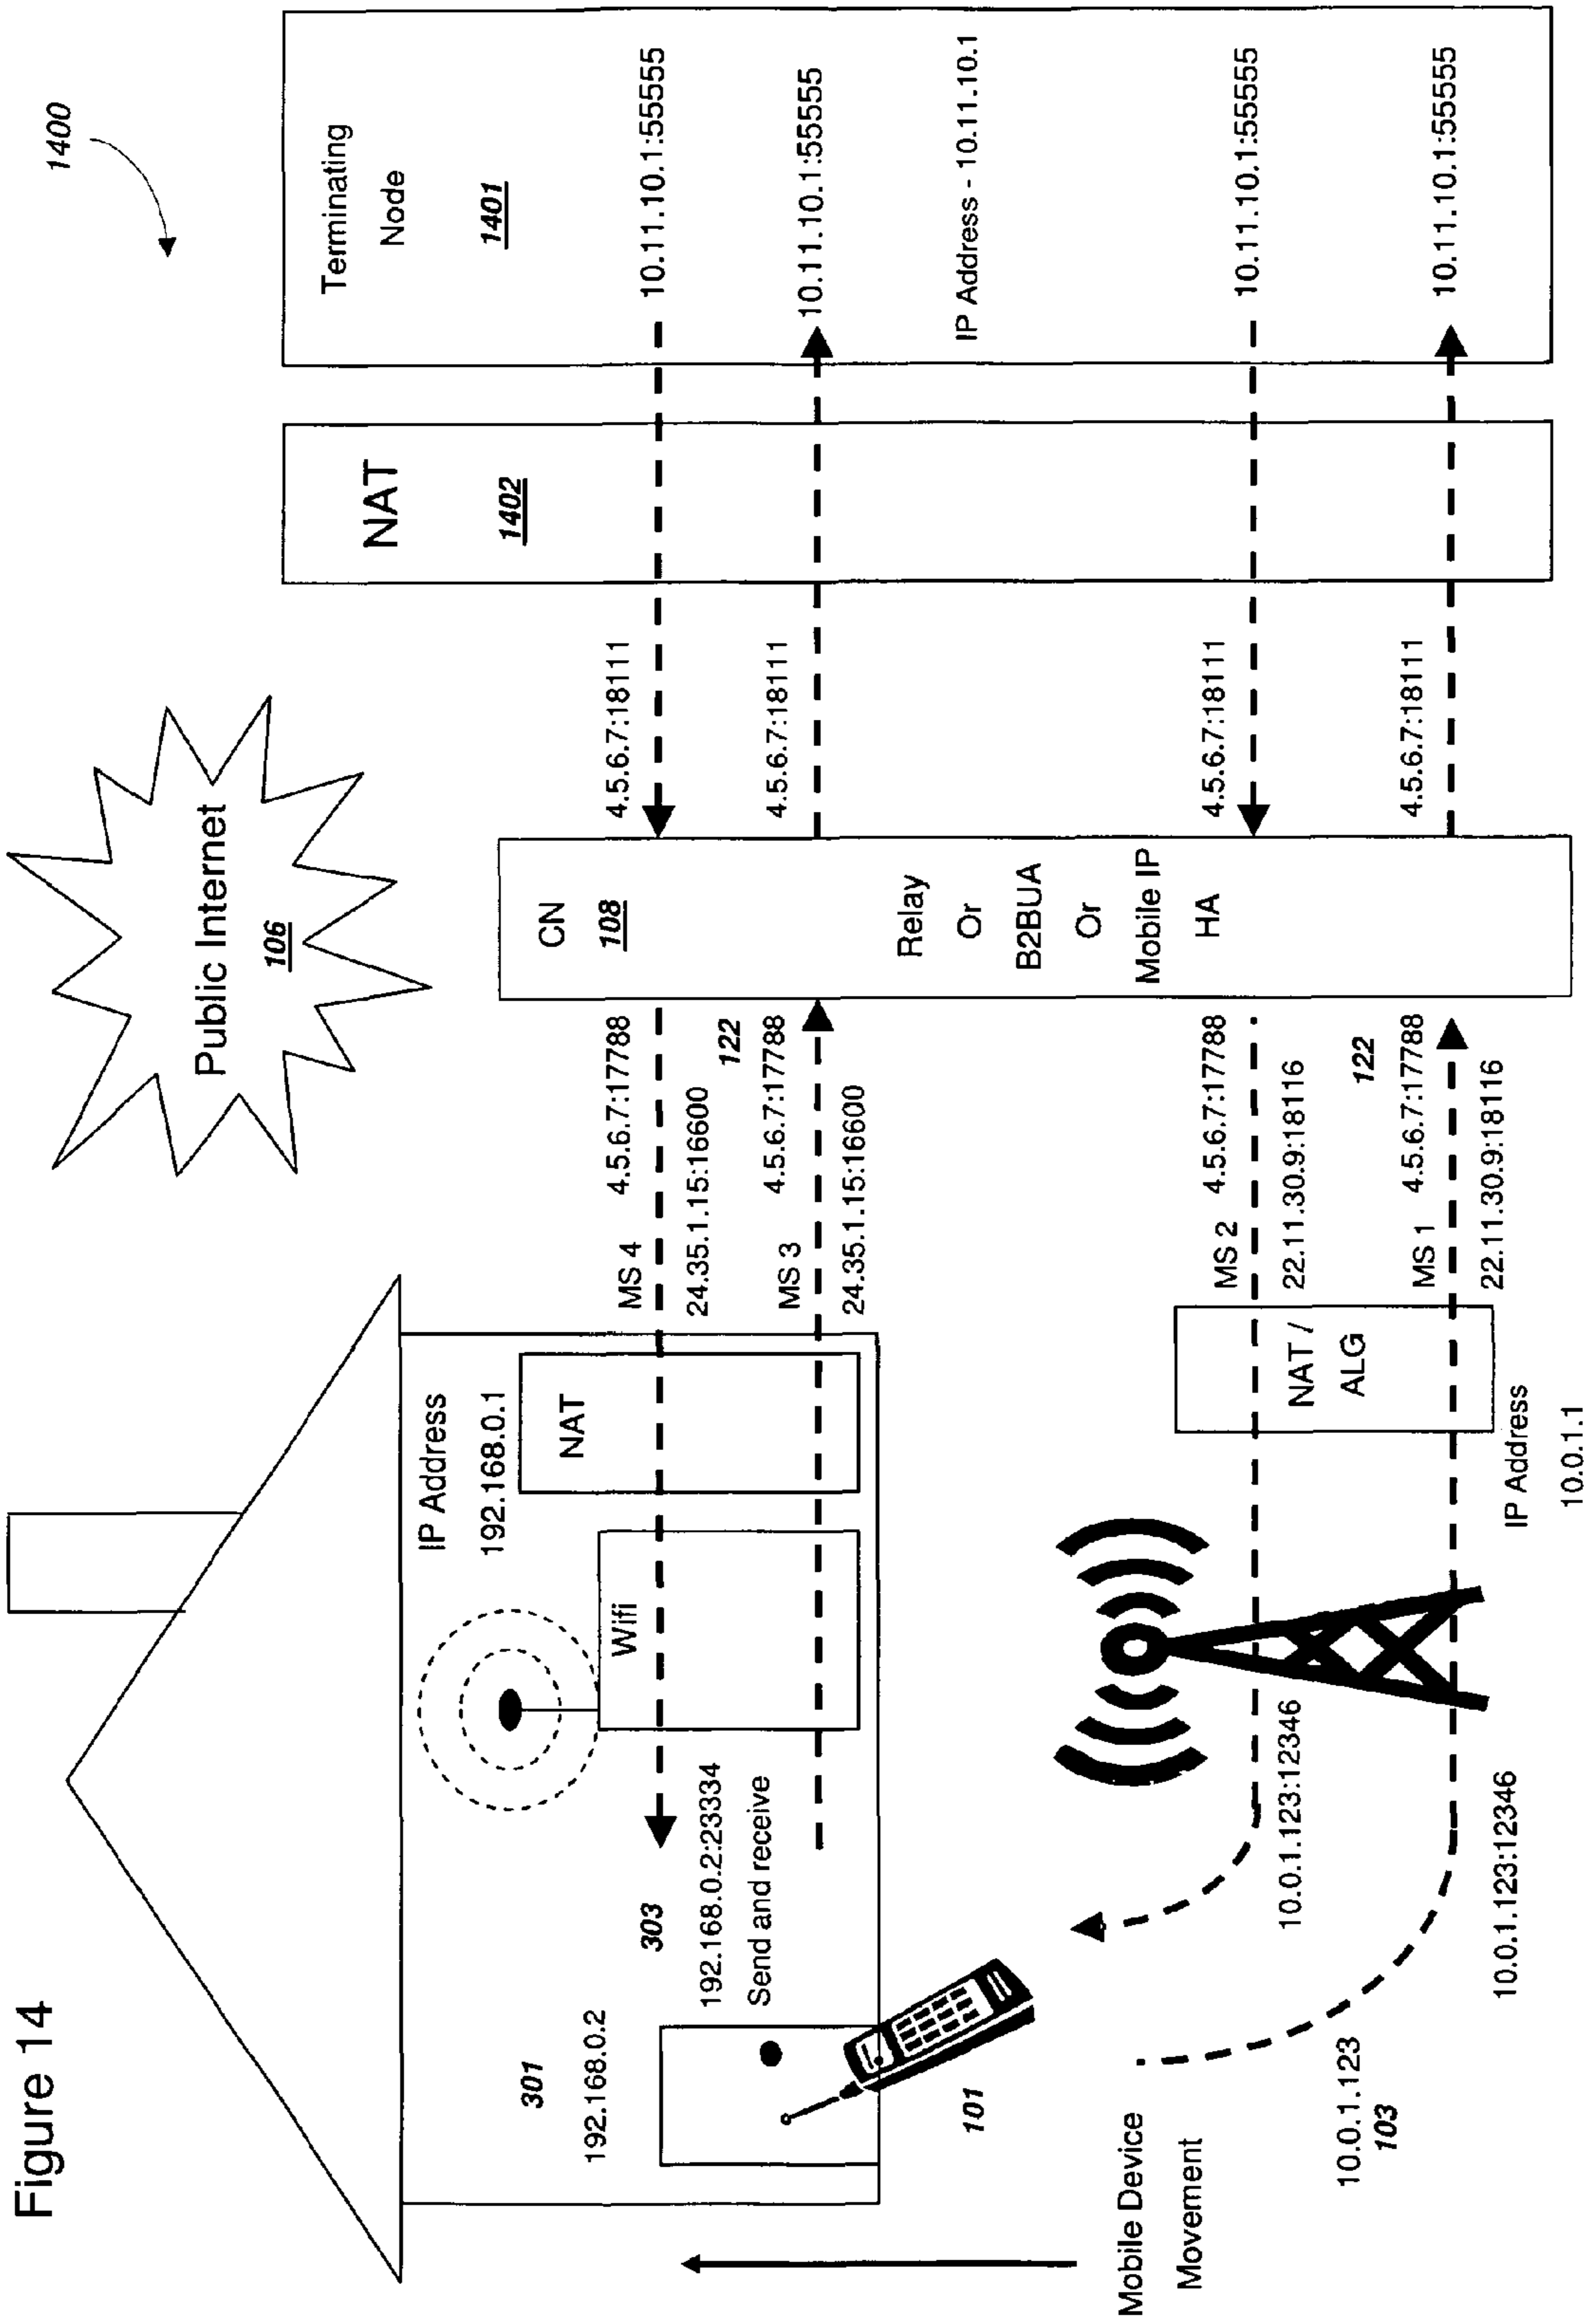 Figure 14
1400
Public Internet
106
Terminating
Node
1401
NAT
1402
CN
108
Relay
Or
B2BUA
Or
Mobile IP
HA
IP Address
192.168.0.1
NAT
Wifi
301
192.168.0.2
303
192.168.0.2:23334
Send and receive
MS 4
4.5.6.7:17788
24.35.1.15:16600
122
MS 3
4.5.6.7:17788
24.35.1.15:16600
4.5.6.7:18111
10.11.10.1:55555
4.5.6.7:18111
10.11.10.1:55555
IP Address - 10.11.10.1
101
Mobile Device
Movement
10.0.1.123
103
10.0.1.123:12346
10.0.1.123:12346
NAT /
ALG
IP Address
10.0.1.1
MS 2
4.5.6.7:17788
22.11.30.9:18116
122
MS 1
4.5.6.7:17788
22.11.30.9:18116
4.5.6.7:18111
10.11.10.1:55555
4.5.6.7:18111
10.11.10.1:55555